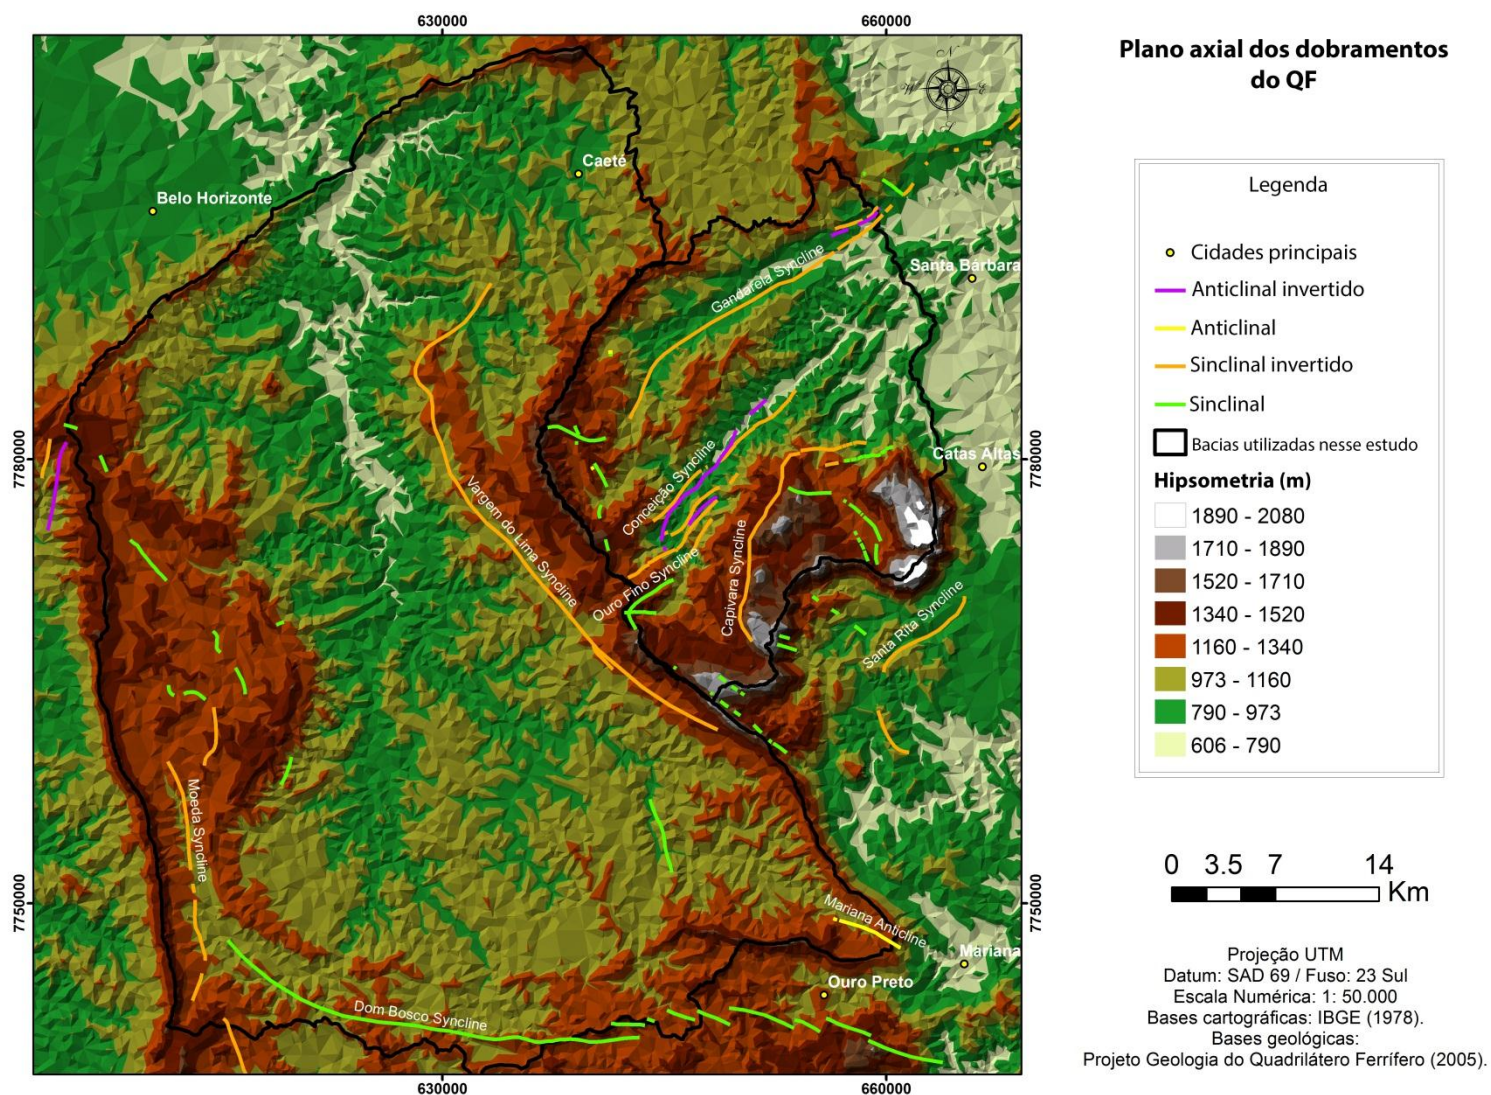 630000
660000
Plano axial dos dobramentos
do QF
N
Caeté
Belo Horizonte
Santa Bárbara
Gandarela Syncline
Legenda
Cidades principais
Anticlinal invertido
Anticlinal
Sinclinal invertido
Sinclinal
Bacias utilizadas nesse estudo
Hipsometria (m)
1890 - 2080
1710 - 1890
1520 - 1710
1340 - 1520
1160 - 1340
973 - 1160
790 - 973
606 - 790
7780000
7780000
Catas Altas
Conceição Syncline
Vargem do Lima Syncline
Ouro Fino Syncline
Capivara Syncline
Santa Rita Syncline
Moeda Syncline
7750000
7750000
Mariana Anticline
Mariana
Ouro Preto
Dom Bosco Syncline
630000
660000
0 3.5 7 14
Km
Projeção UTM
Datum: SAD 69 / Fuso: 23 Sul
Escala Numérica: 1: 50.000
Bases cartográficas: IBGE (1978).
Bases geológicas:
Projeto Geologia do Quadrilátero Ferrífero (2005).